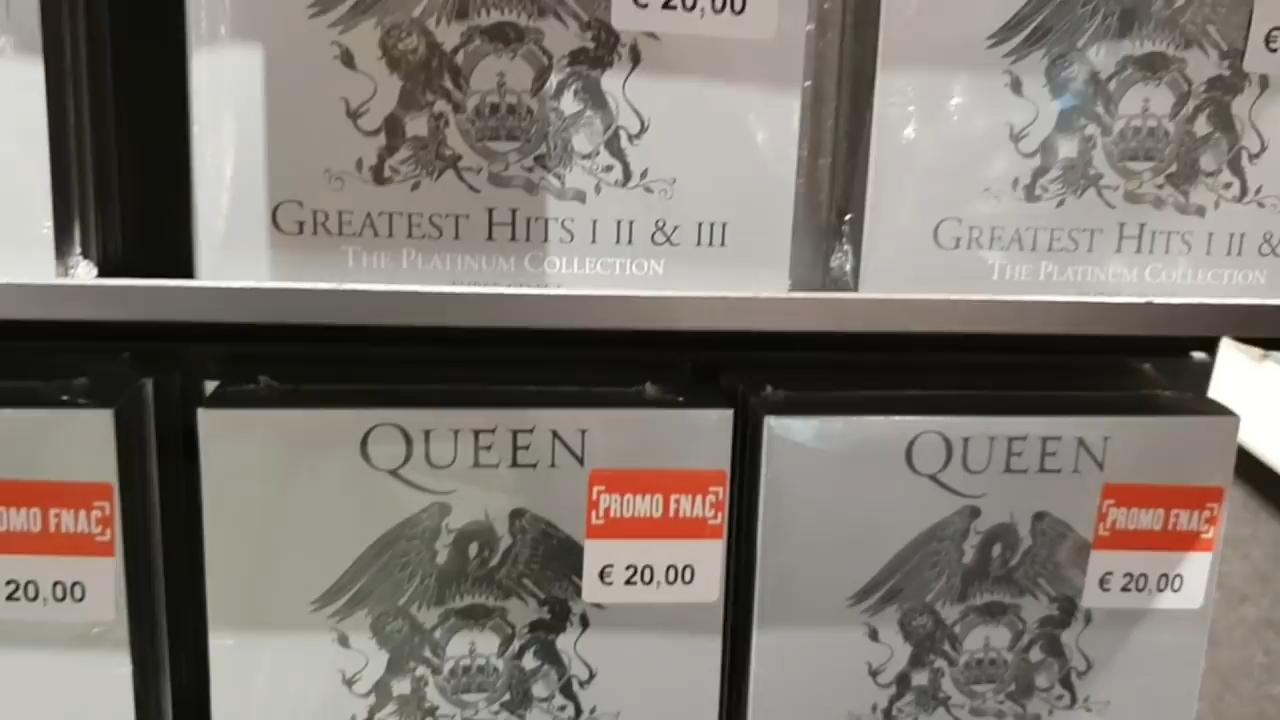 € 20,00
€
GREATEST HITS I II & III
THE PLATINUM COLLECTION
GREATEST HITS I II &
THE PLATINUM COLLECTION
OMO FNAC
20,00
QUEEN
PROMO FNAC
€ 20,00
QUEEN
PROMO FNAC
€ 20,00